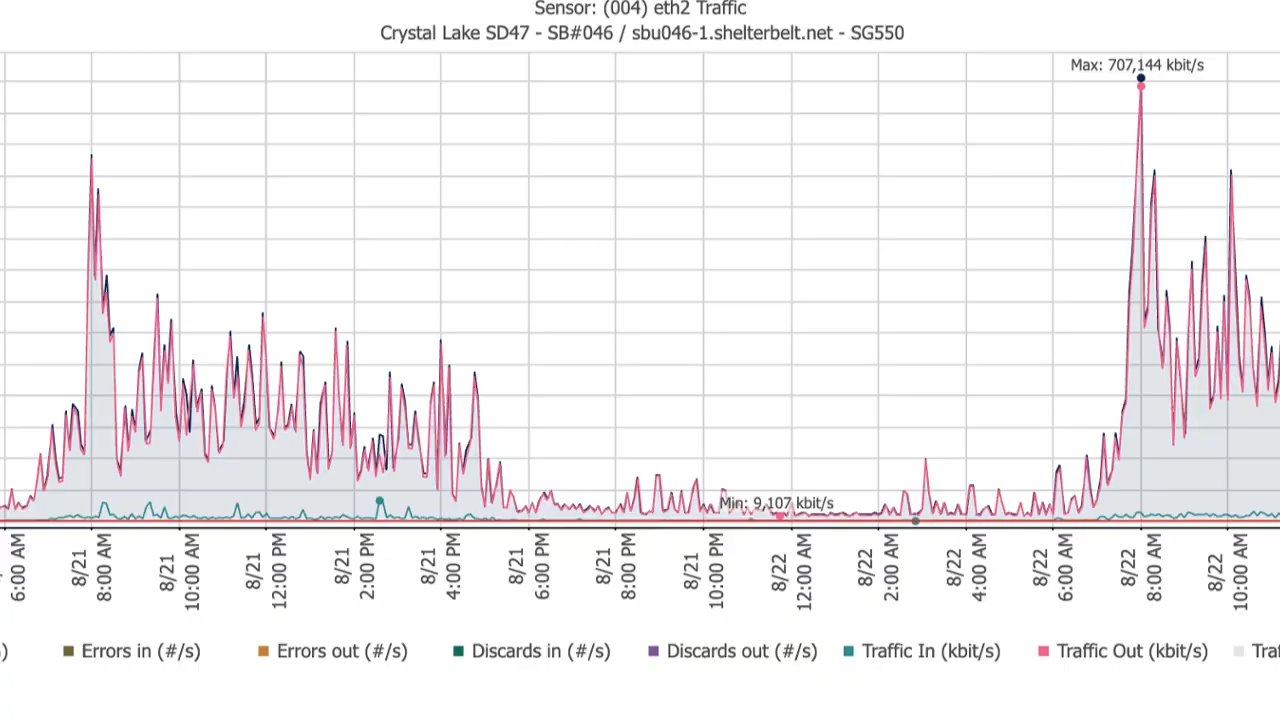 Sensor: (004) eth2 Traffic
Crystal Lake SD47 - SB#046 / sbu046-1.shelterbelt.net - SG550
Max: 707,144 kbit/s
Min: 9,107 kbit/s
6:00 AM
8/21 8:00 AM
8/21 10:00 AM
8/21 12:00 PM
8/21 2:00 PM
8/21 4:00 PM
8/21 6:00 PM
8/21 8:00 PM
8/21 10:00 PM
8/22 12:00 AM
8/22 2:00 AM
8/22 4:00 AM
8/22 6:00 AM
8/22 8:00 AM
8/22 10:00 AM
) Errors in (#/s) Errors out (#/s) Discards in (#/s) Discards out (#/s) Traffic In (kbit/s) Traffic Out (kbit/s) Traf